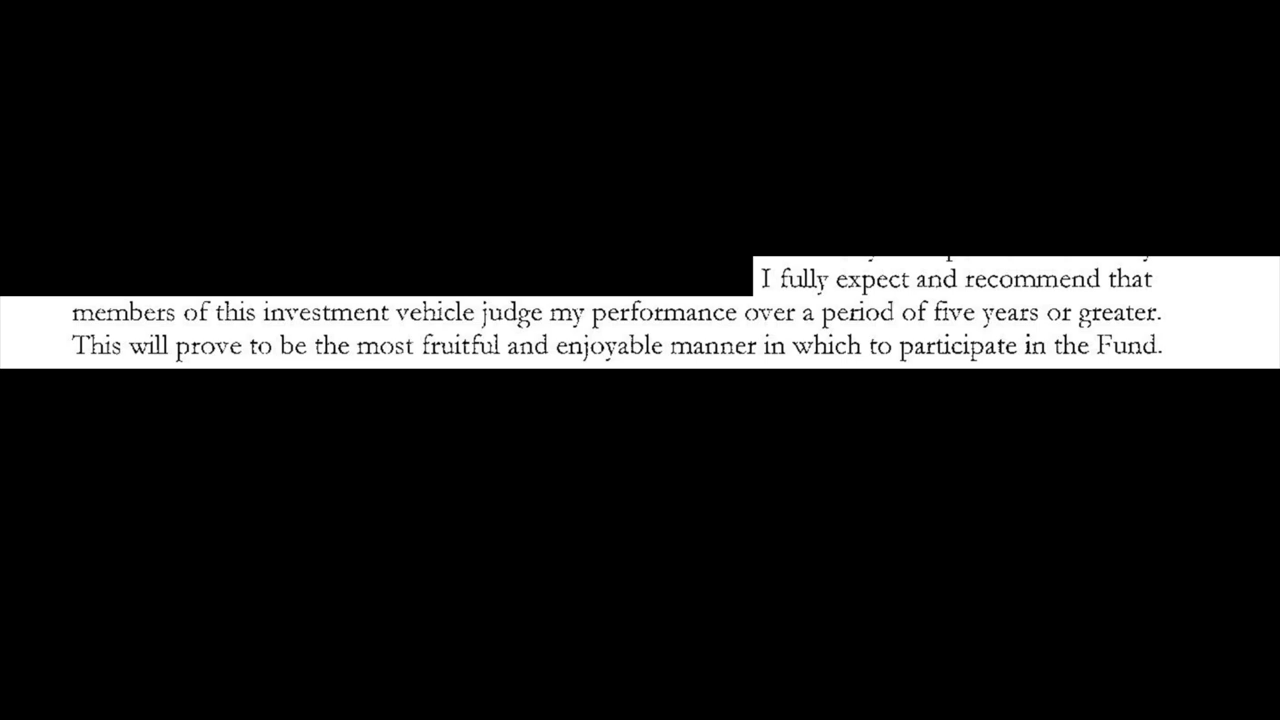 I fully expect and recommend that
members of this investment vehicle judge my performance over a period of five years or greater.
This will prove to be the most fruitful and enjoyable manner in which to participate in the Fund.